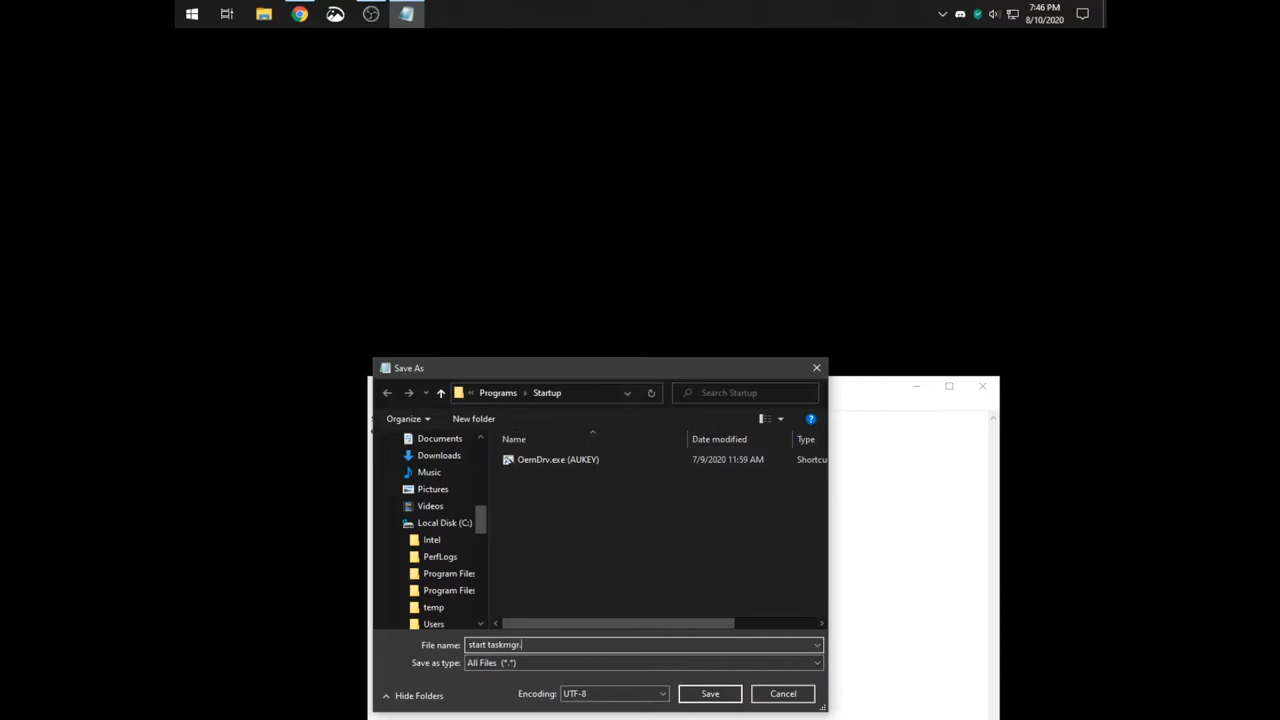 7:46 PM
8/10/2020
Save As
Programs
Startup
Search Startup
Organize
New folder
Documents
Downloads
Music
Pictures
Videos
Local Disk (C:)
Intel
PerfLogs
Program Files
Program Files
temp
Users
Name
Date modified
Type
OemDrv.exe (AUKEY)
7/9/2020 11:59 AM
Shortcu
File name:
start taskmgr.
Save as type:
All Files (*.*)
Hide Folders
Encoding:
UTF-8
Save
Cancel